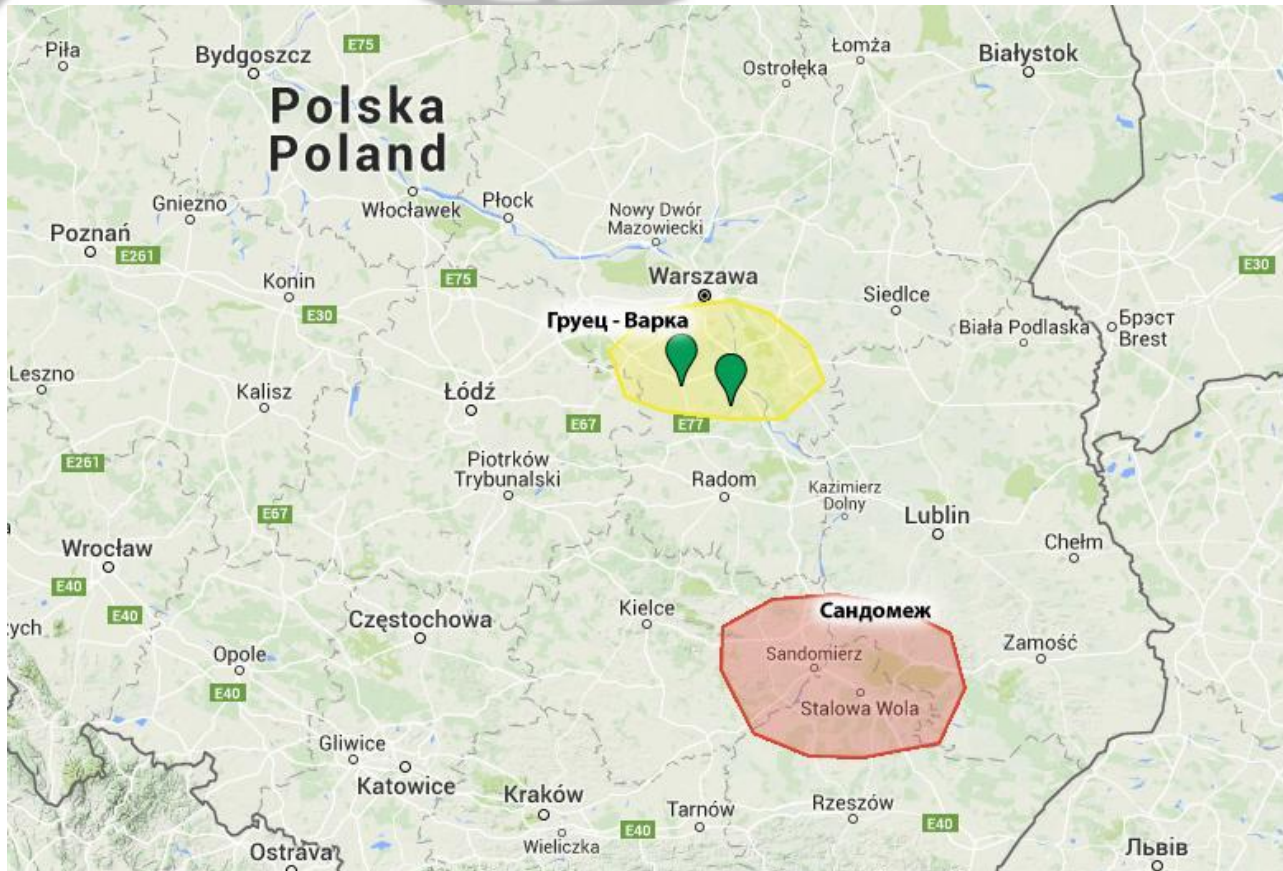 Piła
Bydgoszcz
E75
Łomża
Ostrołęka
Białystok
Polska
Poland
Gniezno
Włocławek
Płock
Nowy Dwór
Mazowiecki
Poznań
E261
Konin
E75
E30
Warszawa
Siedlce
E30
Груец - Варка
Biała Podlaska
Брэст
Brest
Leszno
Kalisz
Łódź
E67
E77
E261
Piotrków
Trybunalski
Radom
Kazimierz
Dolny
Lublin
E67
Chełm
Wrocław
E40
E40
Częstochowa
Kielce
Сандомеж
zych
Opole
E40
Sandomierz
Zamość
Stalowa Wola
Gliwice
Katowice
Kraków
Tarnów
Rzeszów
E40
E40
Wieliczka
Ostrava
Львів